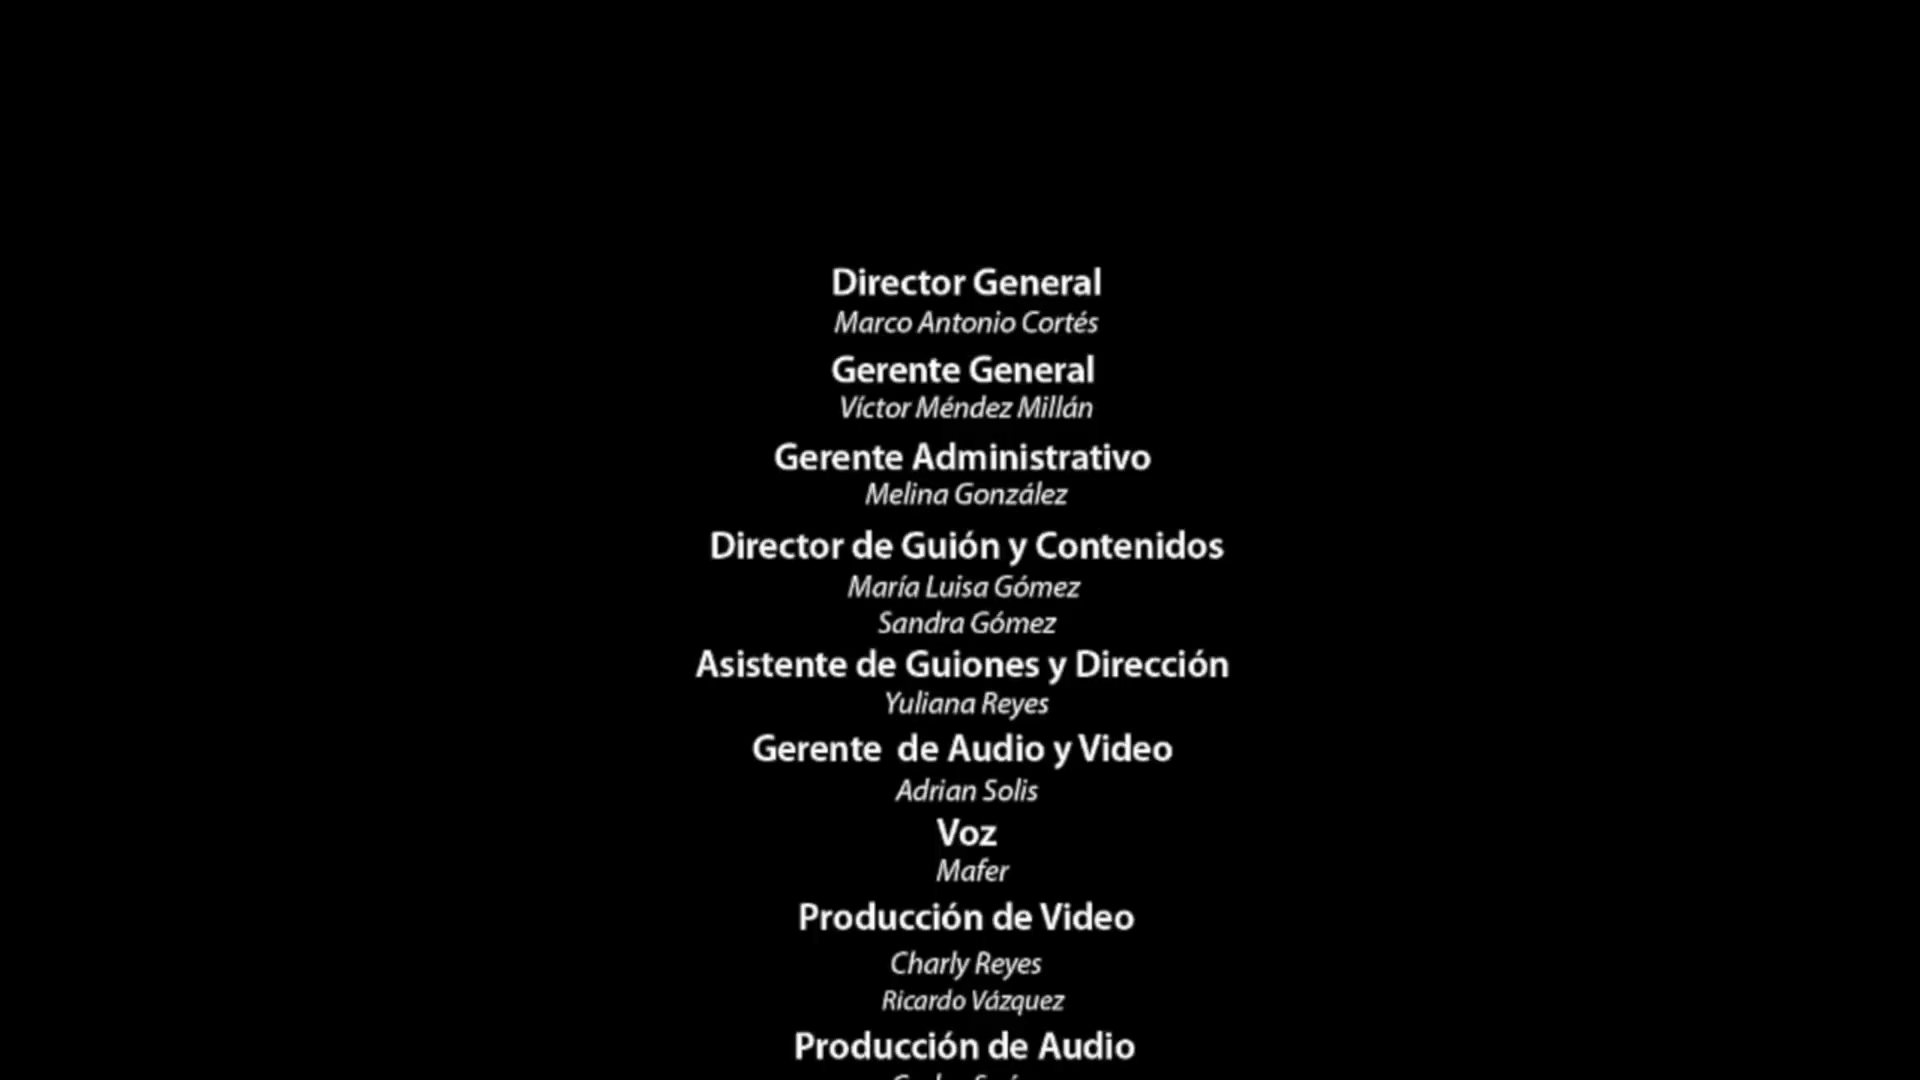 Director General
Marco Antonio Cortés
Gerente General
Víctor Méndez Millán
Gerente Administrativo
Melina González
Director de Guión y Contenidos
María Luisa Gómez
Sandra Gómez
Asistente de Guiones y Dirección
Yuliana Reyes
Gerente  de Audio y Video
Adrian Solis
Voz
Mafer
Producción de Video
Charly Reyes
Ricardo Vázquez
Producción de Audio